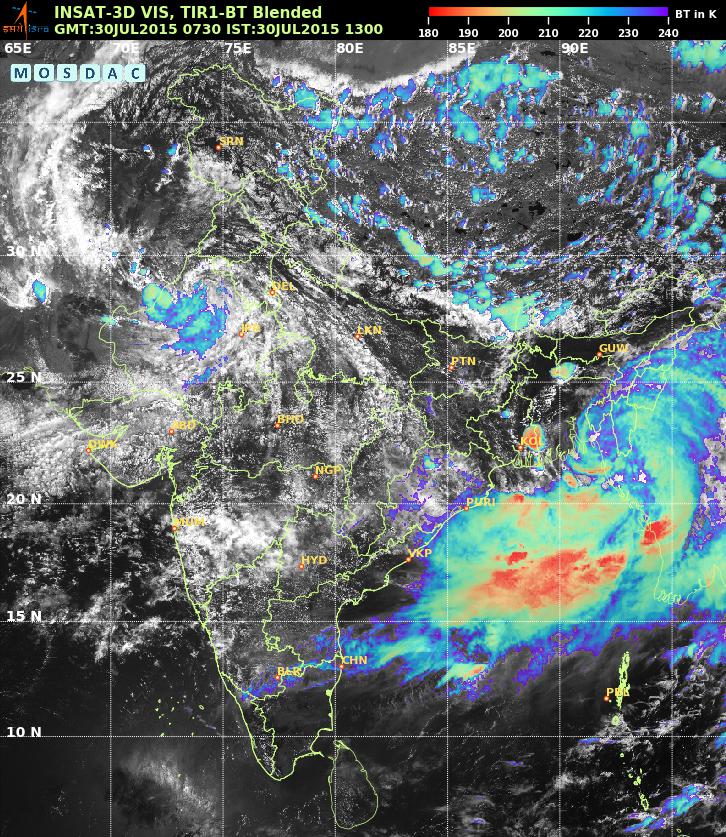 INSAT-3D VIS, TIR1-BT Blended
GMT:30JUL2015 0730 IST:30JUL2015 1300
BT in K
180 190 200 210 220 230 240
65E 70E 75E 80E 85E 90E
MOSDAC
SRN
30 N
DEL
JPR
LKN
GUW
PTN
25 N
ABD
BHO
DWK
KOL
NGP
20 N
PURI
MUM
VKP
HYD
15 N
CHN
BLR
PBL
10 N